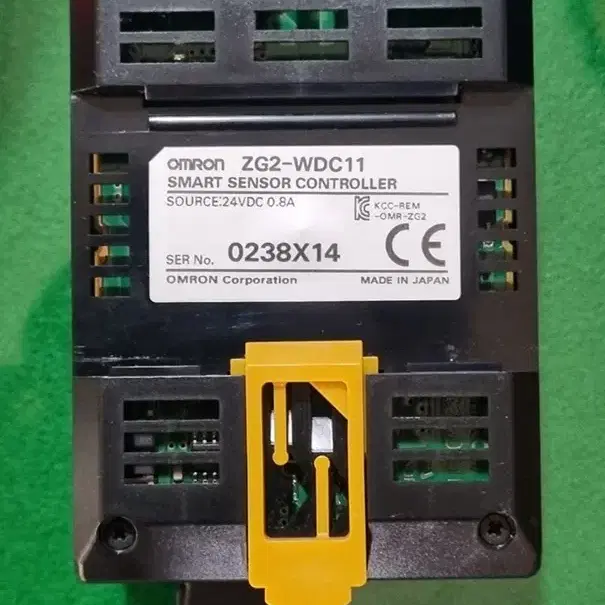 OMRON ZG2-WDC11
SMART SENSOR CONTROLLER
SOURCE:24VDC 0.8A
KCC-REM
-OMR-ZG2
SER No. 0238X14
CE
OMRON Corporation MADE IN JAPAN